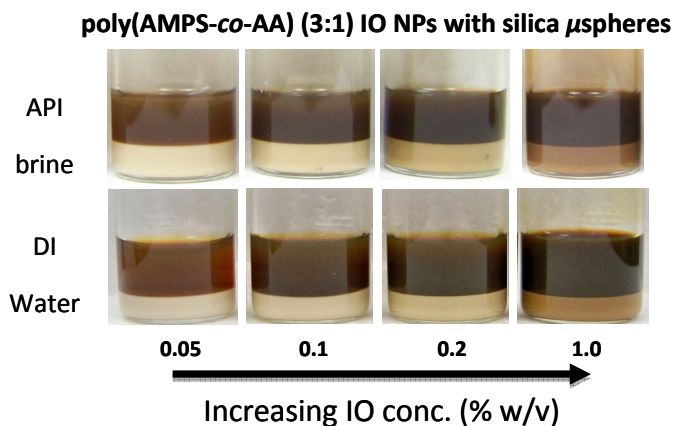 poly(AMPS-co-AA) (3:1) IO NPs with silica µspheres
API
brine
DI
Water
0.05 0.1 0.2 1.0
Increasing IO conc. (% w/v)